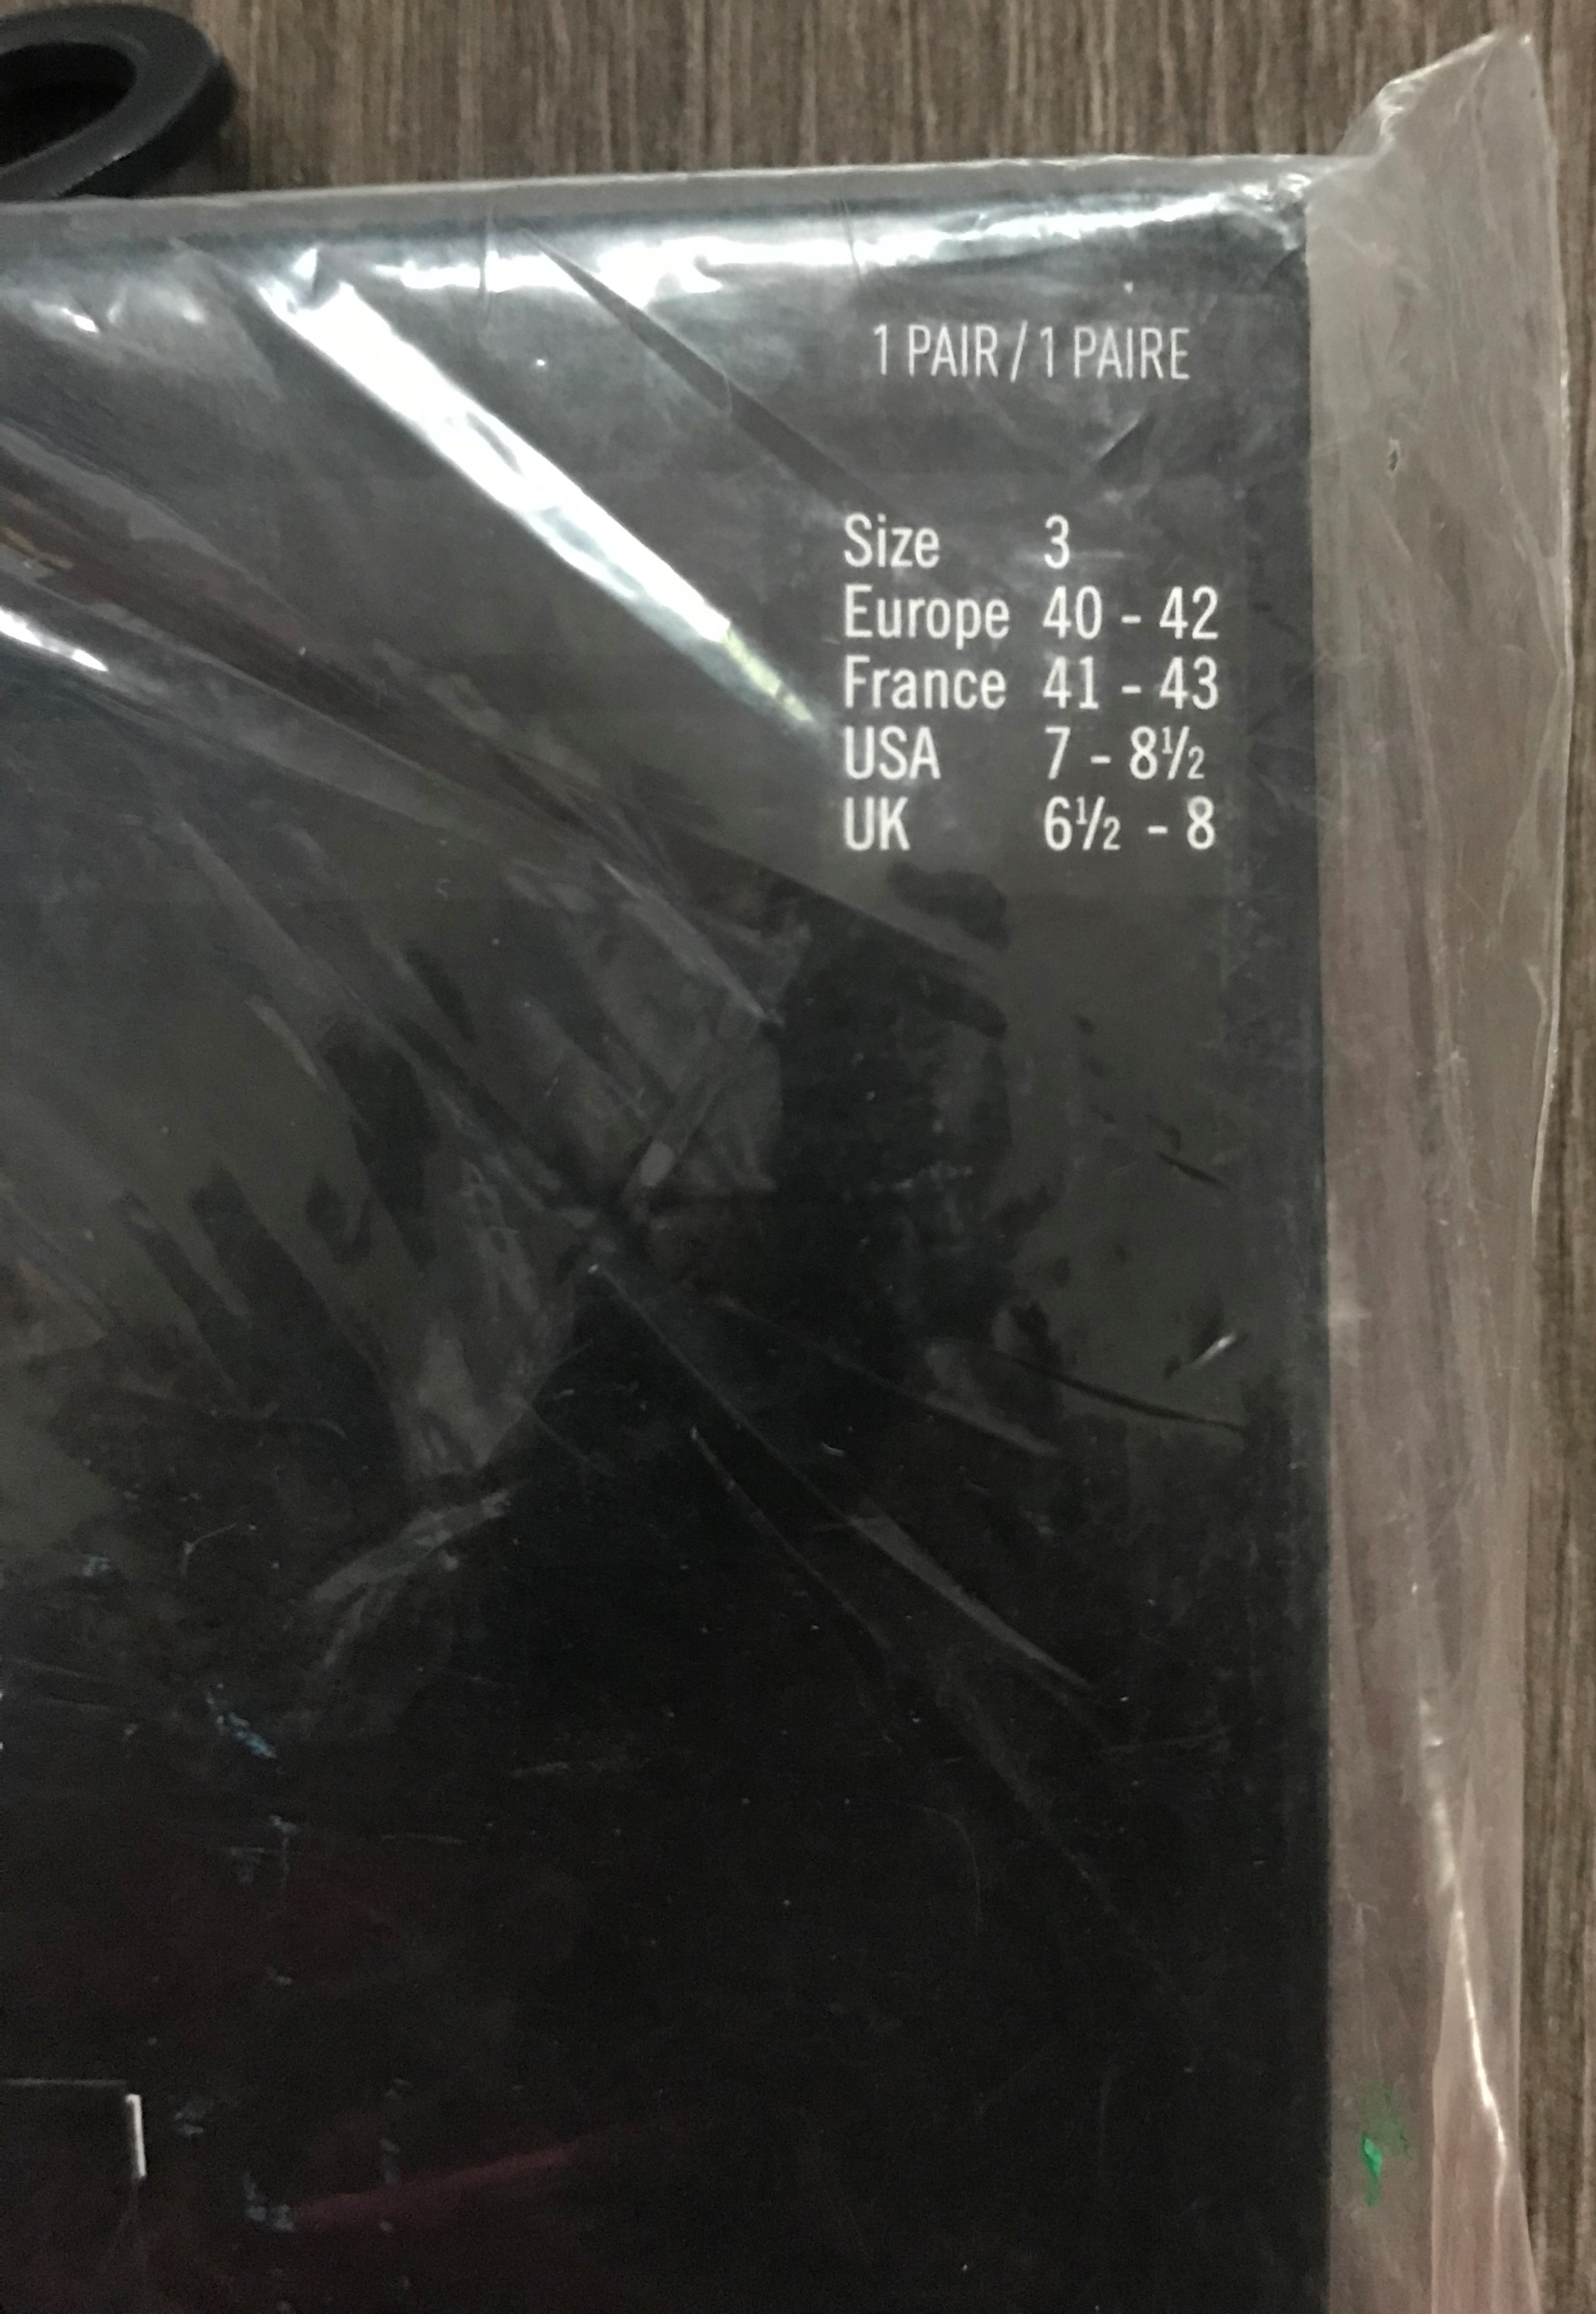 1 PAIR / 1 PAIRE
Size 3
Europe 40 - 42
France 41 - 43
USA 7 - 8½
UK 6½ - 8